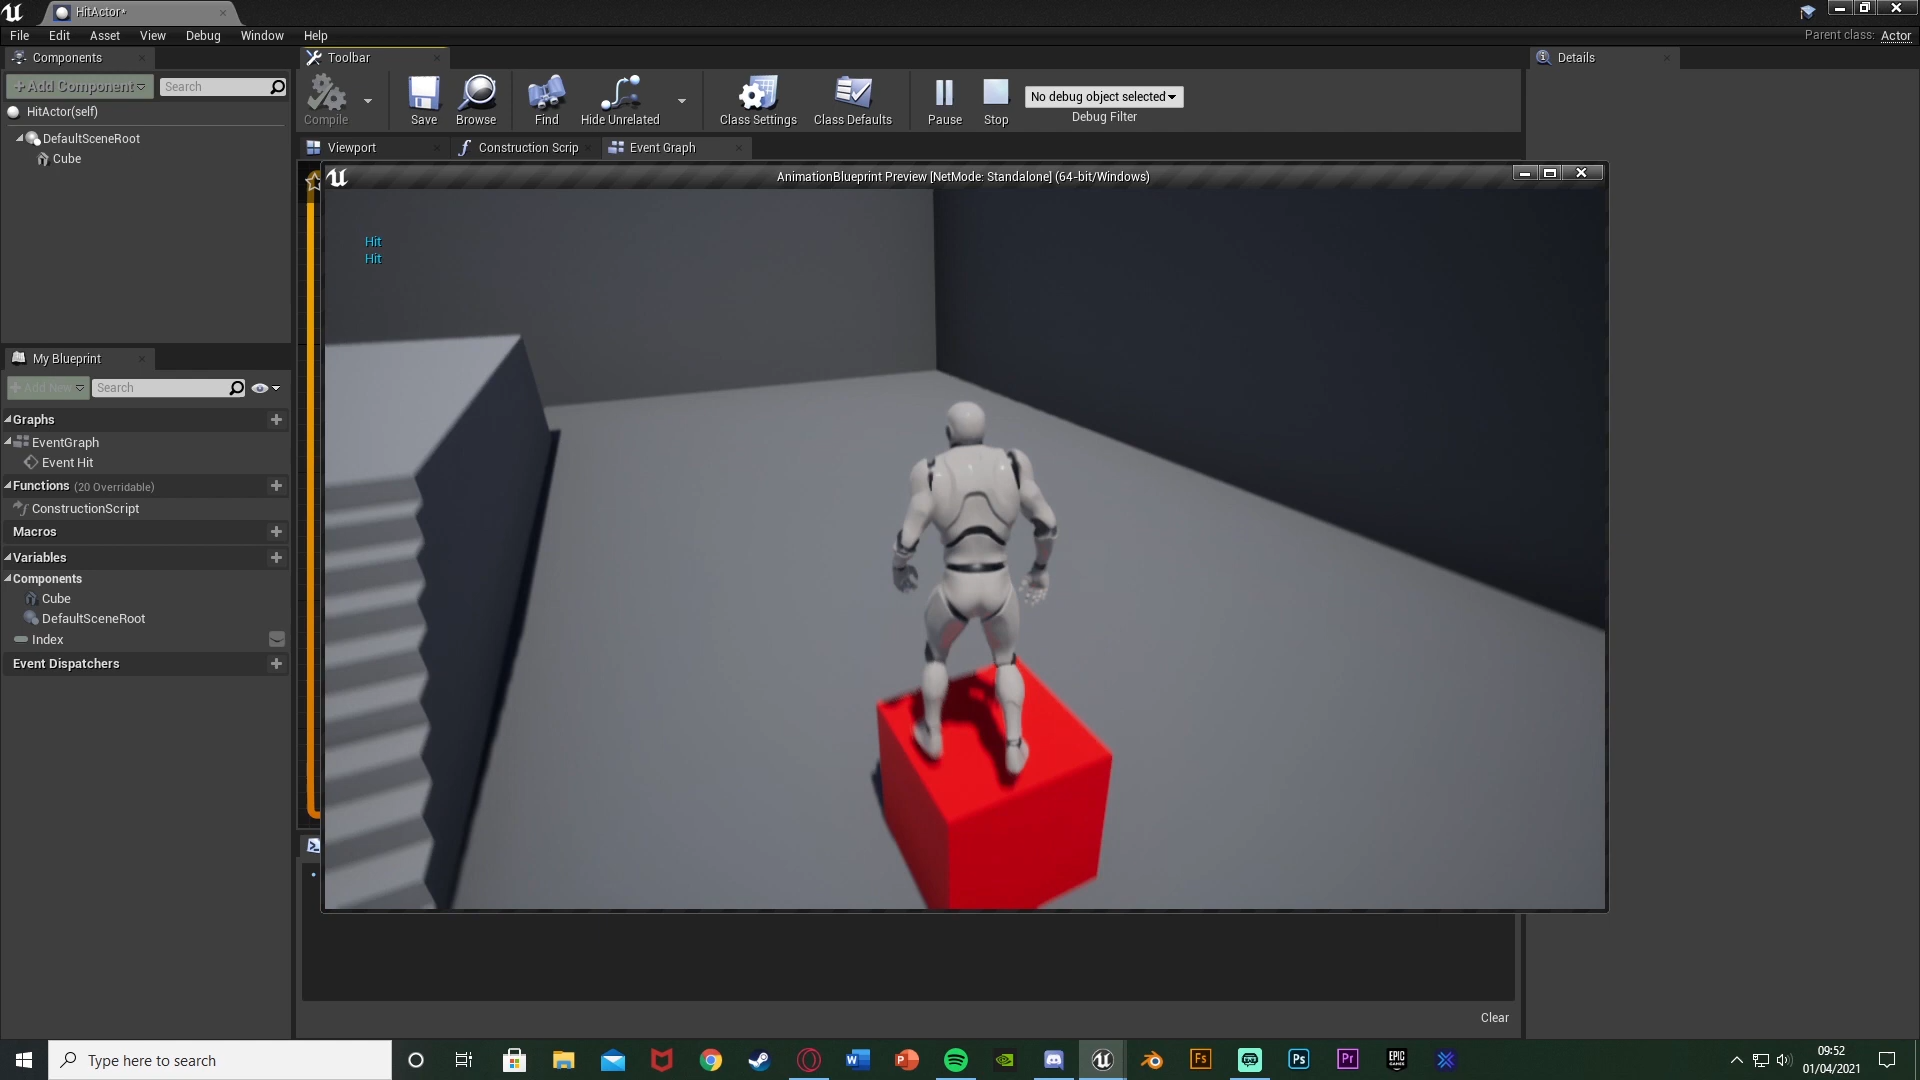 HitActor*
File Edit Asset View Debug Window Help
Parent class: Actor
Components
Toolbar
Details
+Add Component
Search
HitActor(self)
DefaultSceneRoot
Cube
Compile
Save
Browse
Find
Hide Unrelated
Class Settings
Class Defaults
Pause
Stop
No debug object selected
Debug Filter
Viewport
Construction Scrip
Event Graph
AnimationBlueprint Preview [NetMode: Standalone] (64-bit/Windows)
Hit
Hit
My Blueprint
+Add New
Search
Graphs
EventGraph
Event Hit
Functions (20 Overridable)
ConstructionScript
Macros
Variables
Components
Cube
DefaultSceneRoot
Index
Event Dispatchers
Clear
Type here to search
09:52
01/04/2021